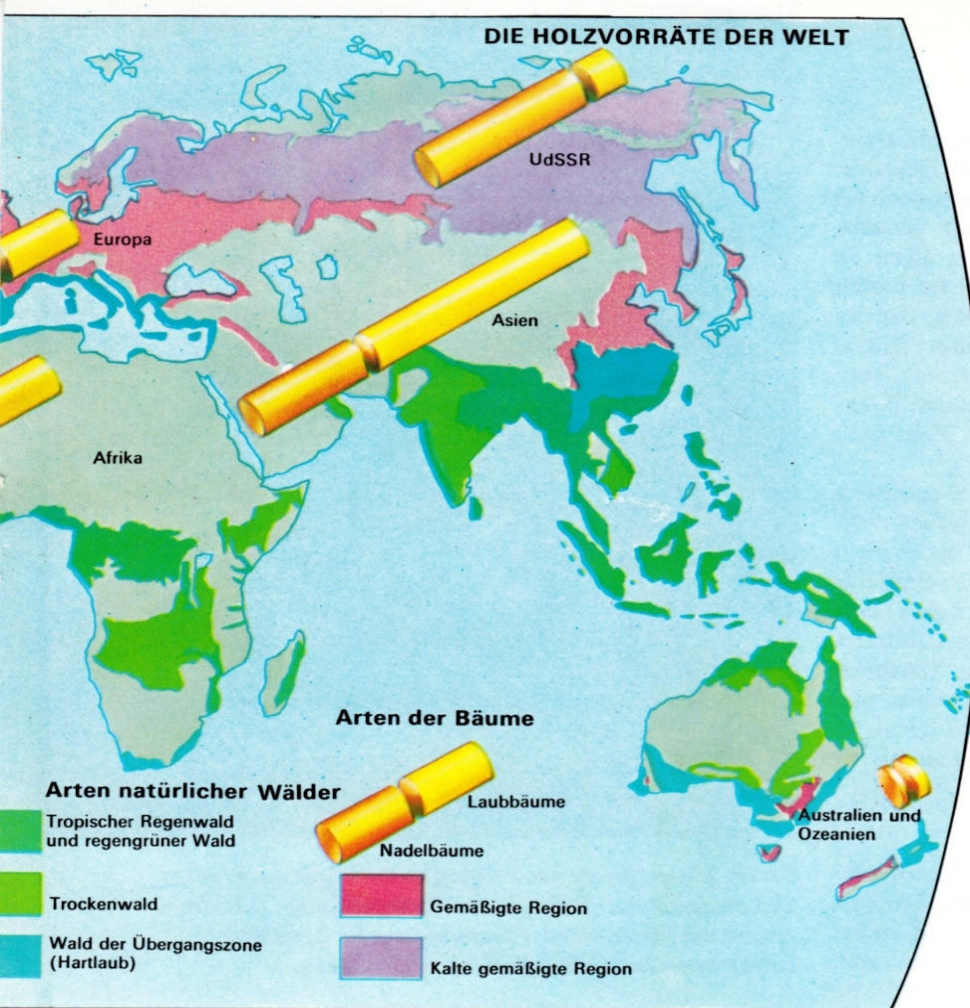 DIE HOLZVORRÄTE DER WELT
UdSSR
Europa
Asien
Afrika
Arten der Bäume
Laubbäume
Nadelbäume
Arten natürlicher Wälder
Tropischer Regenwald
und regengrüner Wald
Trockenwald
Wald der Übergangszone
(Hartlaub)
Gemäßigte Region
Kalte gemäßigte Region
Australien und
Ozeanien